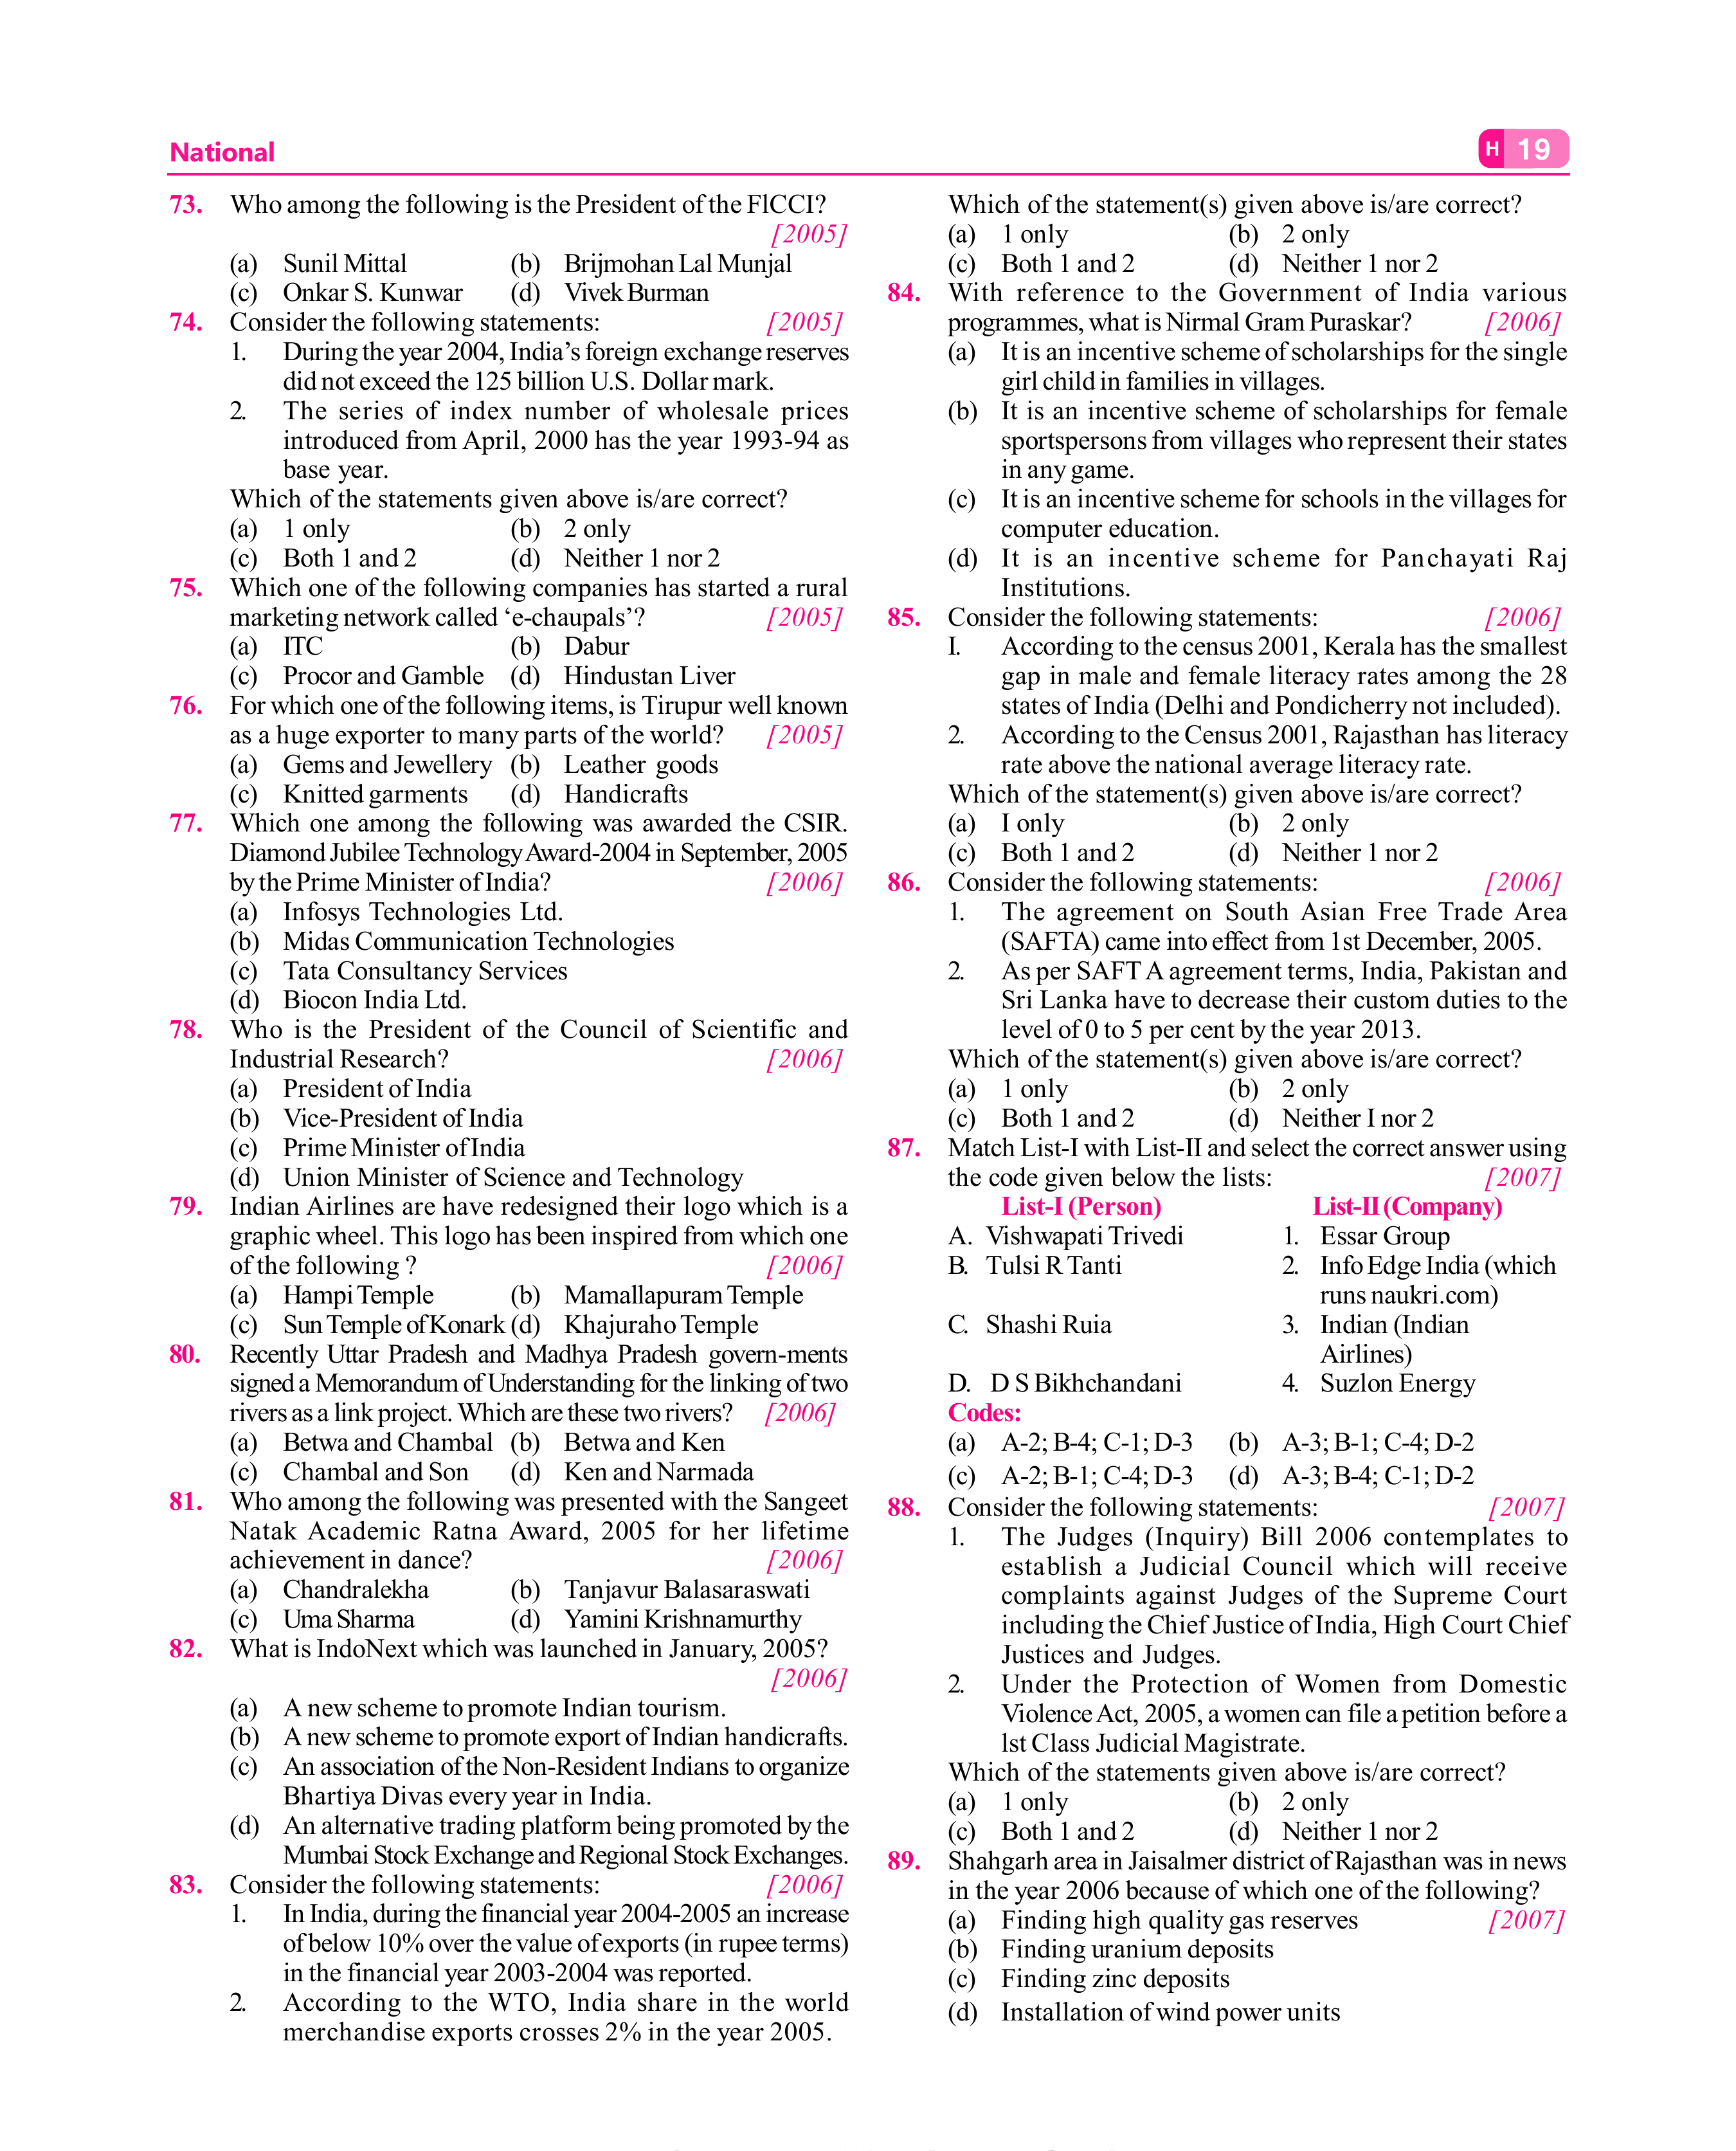 National
H 19
73. Who among the following is the President of the FlCCI?
[2005]
(a) Sunil Mittal (b) Brijmohan Lal Munjal
(c) Onkar S. Kunwar (d) Vivek Burman
74. Consider the following statements: [2005]
1. During the year 2004, India's foreign exchange reserves
did not exceed the 125 billion U.S. Dollar mark.
2. The series of index number of wholesale prices
introduced from April, 2000 has the year 1993-94 as
base year.
Which of the statements given above is/are correct?
(a) 1 only (b) 2 only
(c) Both 1 and 2 (d) Neither 1 nor 2
75. Which one of the following companies has started a rural
marketing network called 'e-chaupals'? [2005]
(a) ITC (b) Dabur
(c) Procor and Gamble (d) Hindustan Liver
76. For which one of the following items, is Tirupur well known
as a huge exporter to many parts of the world? [2005]
(a) Gems and Jewellery (b) Leather goods
(c) Knitted garments (d) Handicrafts
77. Which one among the following was awarded the CSIR.
Diamond Jubilee Technology Award-2004 in September, 2005
by the Prime Minister of India? [2006]
(a) Infosys Technologies Ltd.
(b) Midas Communication Technologies
(c) Tata Consultancy Services
(d) Biocon India Ltd.
78. Who is the President of the Council of Scientific and
Industrial Research? [2006]
(a) President of India
(b) Vice-President of India
(c) Prime Minister of India
(d) Union Minister of Science and Technology
79. Indian Airlines are have redesigned their logo which is a
graphic wheel. This logo has been inspired from which one
of the following ? [2006]
(a) Hampi Temple (b) Mamallapuram Temple
(c) Sun Temple of Konark (d) Khajuraho Temple
80. Recently Uttar Pradesh and Madhya Pradesh govern-ments
signed a Memorandum of Understanding for the linking of two
rivers as a link project. Which are these two rivers? [2006]
(a) Betwa and Chambal (b) Betwa and Ken
(c) Chambal and Son (d) Ken and Narmada
81. Who among the following was presented with the Sangeet
Natak Academic Ratna Award, 2005 for her lifetime
achievement in dance? [2006]
(a) Chandralekha (b) Tanjavur Balasaraswati
(c) Uma Sharma (d) Yamini Krishnamurthy
82. What is IndoNext which was launched in January, 2005?
[2006]
(a) A new scheme to promote Indian tourism.
(b) A new scheme to promote export of Indian handicrafts.
(c) An association of the Non-Resident Indians to organize
Bhartiya Divas every year in India.
(d) An alternative trading platform being promoted by the
Mumbai Stock Exchange and Regional Stock Exchanges.
83. Consider the following statements: [2006]
1. In India, during the financial year 2004-2005 an increase
of below 10% over the value of exports (in rupee terms)
in the financial year 2003-2004 was reported.
2. According to the WTO, India share in the world
merchandise exports crosses 2% in the year 2005.
Which of the statement(s) given above is/are correct?
(a) 1 only (b) 2 only
(c) Both 1 and 2 (d) Neither 1 nor 2
84. With reference to the Government of India various
programmes, what is Nirmal Gram Puraskar? [2006]
(a) It is an incentive scheme of scholarships for the single
girl child in families in villages.
(b) It is an incentive scheme of scholarships for female
sportspersons from villages who represent their states
in any game.
(c) It is an incentive scheme for schools in the villages for
computer education.
(d) It is an incentive scheme for Panchayati Raj
Institutions.
85. Consider the following statements: [2006]
I. According to the census 2001, Kerala has the smallest
gap in male and female literacy rates among the 28
states of India (Delhi and Pondicherry not included).
2. According to the Census 2001, Rajasthan has literacy
rate above the national average literacy rate.
Which of the statement(s) given above is/are correct?
(a) I only (b) 2 only
(c) Both 1 and 2 (d) Neither 1 nor 2
86. Consider the following statements: [2006]
1. The agreement on South Asian Free Trade Area
(SAFTA) came into effect from 1st December, 2005.
2. As per SAFT A agreement terms, India, Pakistan and
Sri Lanka have to decrease their custom duties to the
level of 0 to 5 per cent by the year 2013.
Which of the statement(s) given above is/are correct?
(a) 1 only (b) 2 only
(c) Both 1 and 2 (d) Neither I nor 2
87. Match List-I with List-II and select the correct answer using
the code given below the lists: [2007]
List-I (Person) List-II (Company)
A. Vishwapati Trivedi 1. Essar Group
B. Tulsi R Tanti 2. Info Edge India (which
runs naukri.com)
C. Shashi Ruia 3. Indian (Indian
Airlines)
D. D S Bikhchandani 4. Suzlon Energy
Codes:
(a) A-2; B-4; C-1; D-3 (b) A-3; B-1; C-4; D-2
(c) A-2; B-1; C-4; D-3 (d) A-3; B-4; C-1; D-2
88. Consider the following statements: [2007]
1. The Judges (Inquiry) Bill 2006 contemplates to
establish a Judicial Council which will receive
complaints against Judges of the Supreme Court
including the Chief Justice of India, High Court Chief
Justices and Judges.
2. Under the Protection of Women from Domestic
Violence Act, 2005, a women can file a petition before a
lst Class Judicial Magistrate.
Which of the statements given above is/are correct?
(a) 1 only (b) 2 only
(c) Both 1 and 2 (d) Neither 1 nor 2
89. Shahgarh area in Jaisalmer district of Rajasthan was in news
in the year 2006 because of which one of the following?
(a) Finding high quality gas reserves [2007]
(b) Finding uranium deposits
(c) Finding zinc deposits
(d) Installation of wind power units